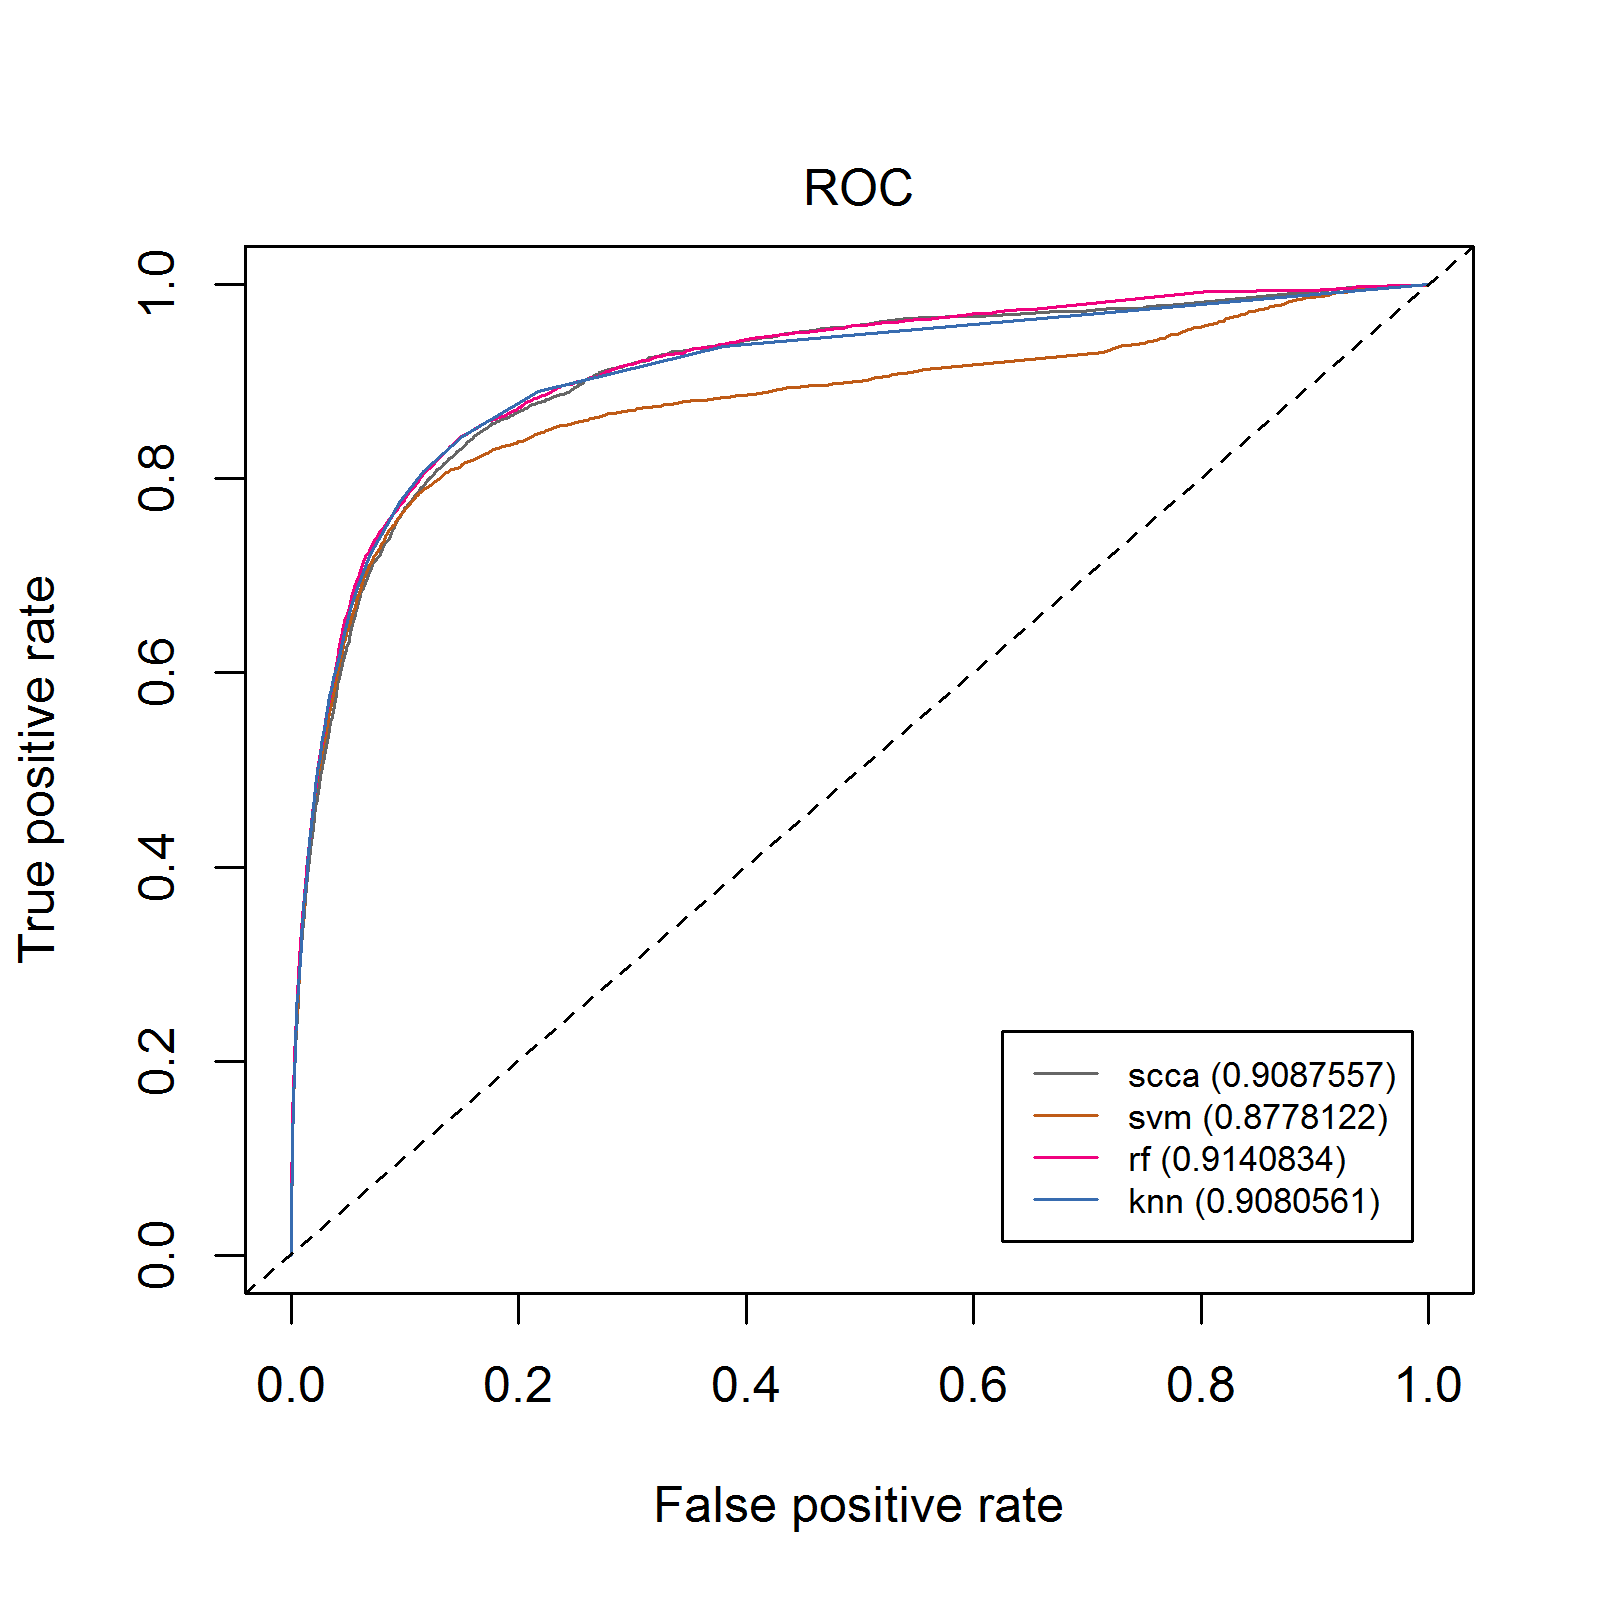 ROC
True positive rate
1.0
0.8
0.6
0.4
0.2
0.0
scca (0.9087557)
svm (0.8778122)
rf (0.9140834)
knn (0.9080561)
0.0 0.2 0.4 0.6 0.8 1.0
False positive rate